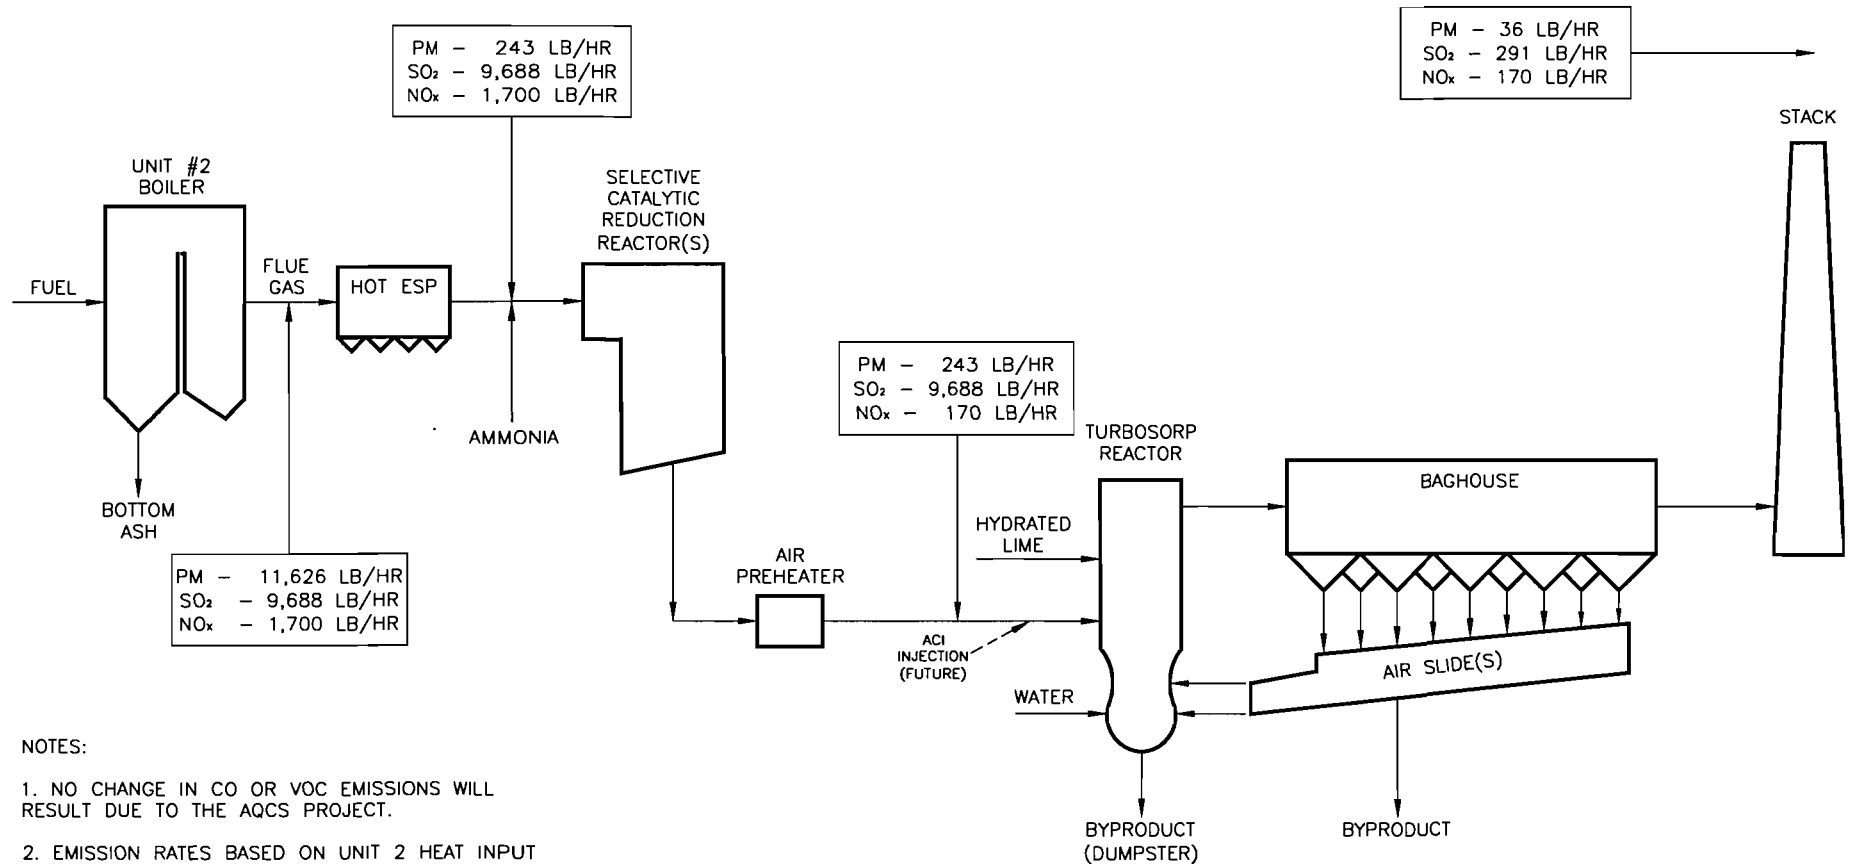 PM – 243 LB/HR
SO₂ – 9,688 LB/HR
NOx – 1,700 LB/HR
PM – 36 LB/HR
SO₂ – 291 LB/HR
NOx – 170 LB/HR
STACK
UNIT #2
BOILER
SELECTIVE
CATALYTIC
REDUCTION
REACTOR(S)
FUEL
FLUE
GAS
HOT ESP
AMMONIA
PM – 243 LB/HR
SO₂ – 9,688 LB/HR
NOx – 170 LB/HR
TURBOSORP
REACTOR
BAGHOUSE
BOTTOM
ASH
HYDRATED
LIME
AIR
PREHEATER
PM – 11,626 LB/HR
SO₂ – 9,688 LB/HR
NOx – 1,700 LB/HR
ACI
INJECTION
(FUTURE)
AIR SLIDE(S)
WATER
BYPRODUCT
(DUMPSTER)
BYPRODUCT
NOTES:
1. NO CHANGE IN CO OR VOC EMISSIONS WILL
RESULT DUE TO THE AQCS PROJECT.
2. EMISSION RATES BASED ON UNIT 2 HEAT INPUT